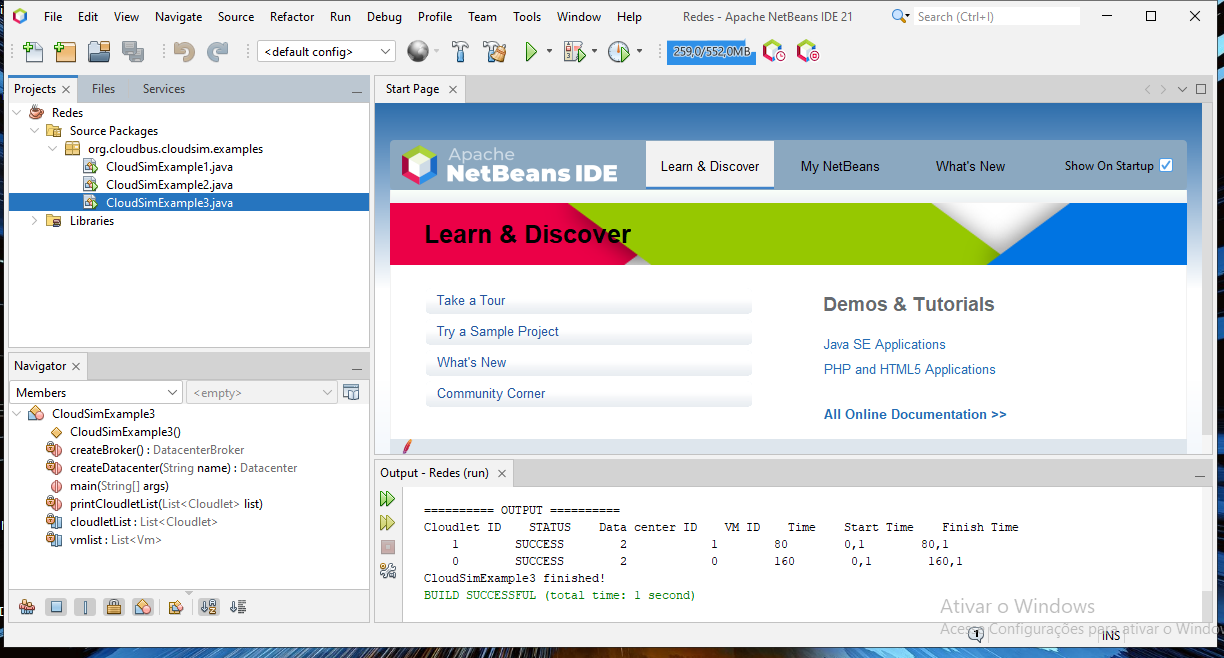 File Edit View Navigate Source Refactor Run Debug Profile Team Tools Window Help Redes - Apache NetBeans IDE 21 Search (Ctrl+I)
<default config> 259,0/552,0MB
Projects Files Services
Redes
Source Packages
org.cloudbus.cloudsim.examples
CloudSimExample1.java
CloudSimExample2.java
CloudSimExample3.java
Libraries
Navigator
Members <empty>
CloudSimExample3
CloudSimExample3()
createBroker() : DatacenterBroker
createDatacenter(String name) : Datacenter
main(String[] args)
printCloudletList(List<Cloudlet> list)
cloudletList : List<Cloudlet>
vmlist : List<Vm>
Start Page
Apache
NetBeans IDE
Learn & Discover My NetBeans What's New Show On Startup
Learn & Discover
Take a Tour
Try a Sample Project
What's New
Community Corner
Demos & Tutorials
Java SE Applications
PHP and HTML5 Applications
All Online Documentation >>
Output - Redes (run)
========== OUTPUT ==========
Cloudlet ID STATUS Data center ID VM ID Time Start Time Finish Time
1 SUCCESS 2 1 80 0,1 80,1
0 SUCCESS 2 0 160 0,1 160,1
CloudSimExample3 finished!
BUILD SUCCESSFUL (total time: 1 second)
Ativar o Windows
Configurações para ativar o Windows
1 INS